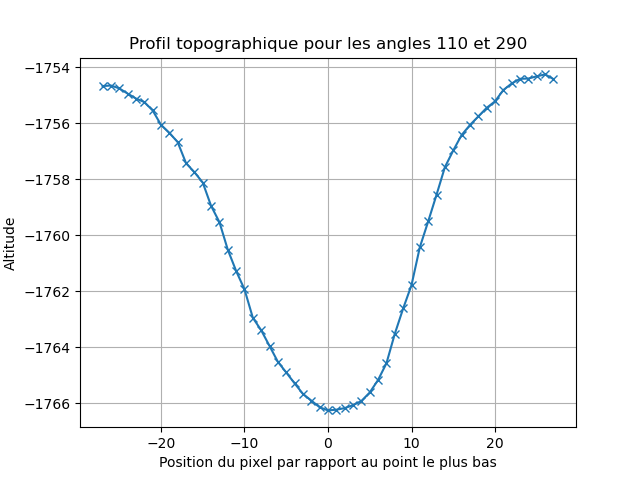 Profil topographique pour les angles 110 et 290
−1754
−1756
−1758
−1760
−1762
−1764
−1766
Altitude
−20 −10 0 10 20
Position du pixel par rapport au point le plus bas